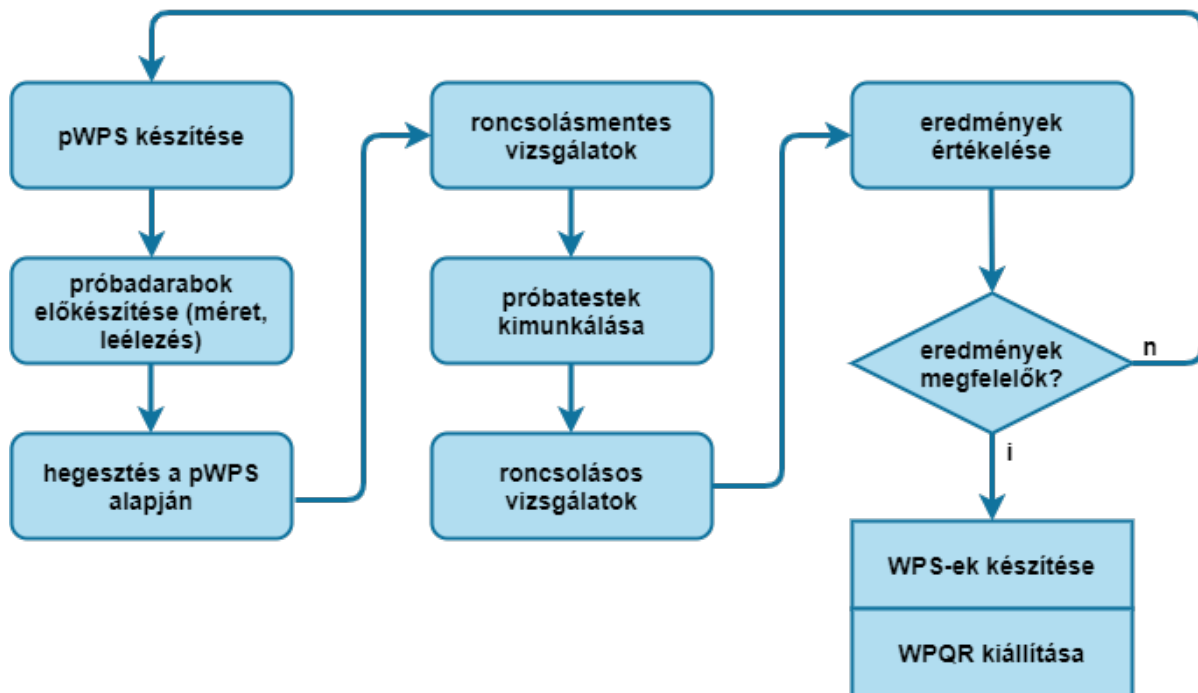 pWPS készítése
próbadarabok
előkészítése (méret,
leélezés)
hegesztés a pWPS
alapján
roncsolásmentes
vizsgálatok
próbatestek
kimunkálása
roncsolásos
vizsgálatok
eredmények
értékelése
eredmények
megfelelők?
n
i
WPS-ek készítése
WPQR kiállítása